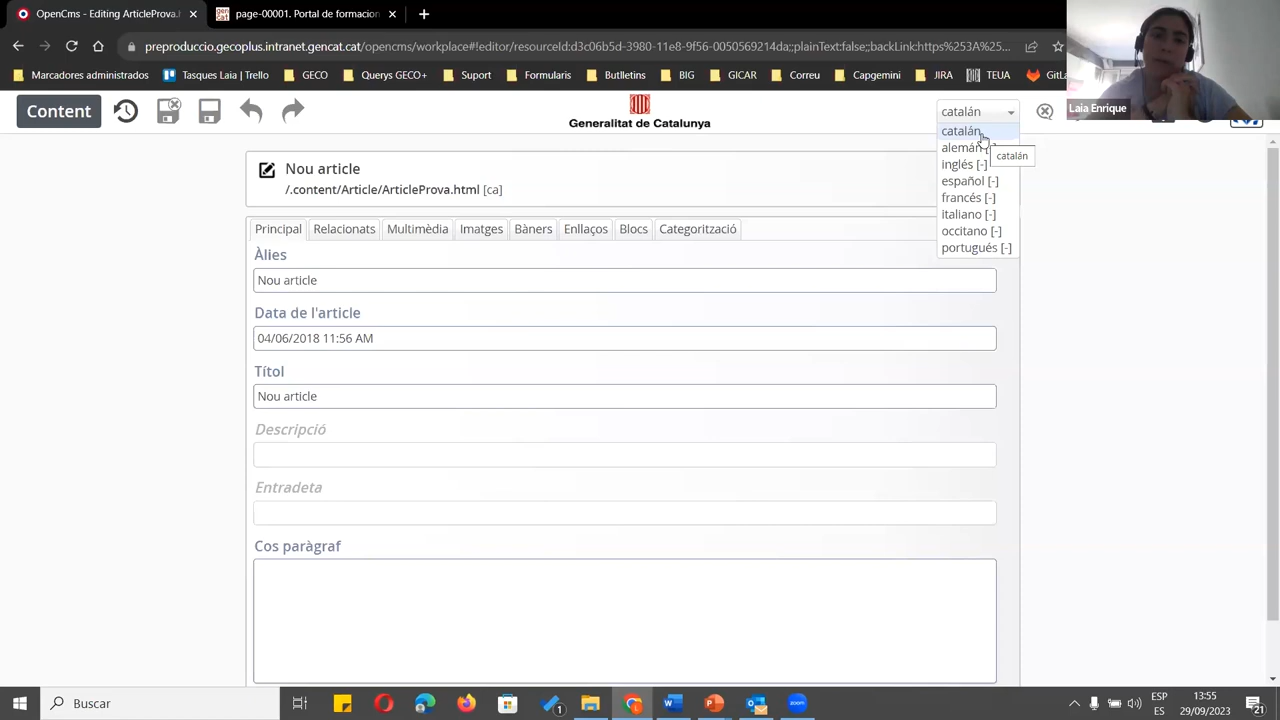 OpenCms - Editing ArticleProva.h
page-00001. Portal de formacion
preproduccio.gecoplus.intranet.gencat.cat/opencms/workplace#!editor/resourceId:d3c06b5d-3980-11e8-9f56-0050569214da;;plainText:false;;backLink:https%253A%25...
Marcadores administrados
Tasques Laia | Trello
GECO
Querys Gecoplus
Suport
Formularis
Butlletins
BIG
GICAR
Correu
Capgemini
JIRA
TEUA
Laia Enrique
Content
Generalitat de Catalunya
catalán
catalán
alemán
inglés [-]
español [-]
francés [-]
italiano [-]
occitano [-]
portugués [-]
catalán
Nou article
/.content/Article/ArticleProva.html [ca]
Principal
Relacionats
Multimèdia
Imatges
Bàners
Enllaços
Blocs
Categorització
Àlies
Nou article
Data de l'article
04/06/2018 11:56 AM
Títol
Nou article
Descripció
Entradeta
Cos paràgraf
Buscar
1
zoom
ESP
ES
13:55
29/09/2023
21